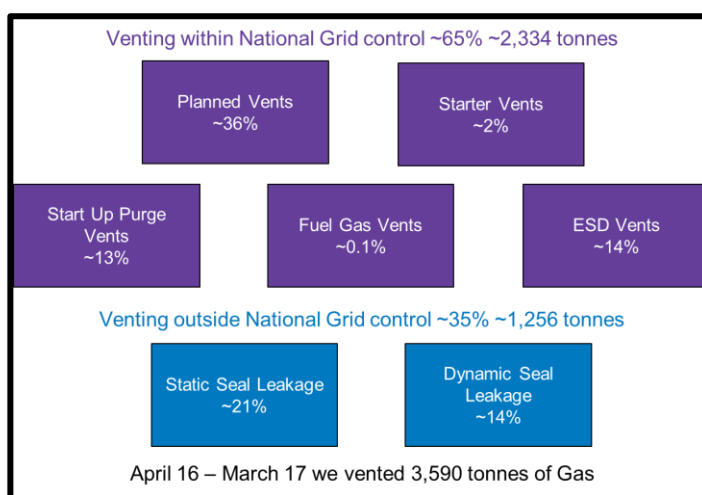 Venting within National Grid control ~65% ~2,334 tonnes
Planned Vents
~36%
Starter Vents
~2%
Start Up Purge
Vents
~13%
Fuel Gas Vents
~0.1%
ESD Vents
~14%
Venting outside National Grid control ~35% ~1,256 tonnes
Static Seal Leakage
~21%
Dynamic Seal
Leakage
~14%
April 16 – March 17 we vented 3,590 tonnes of Gas